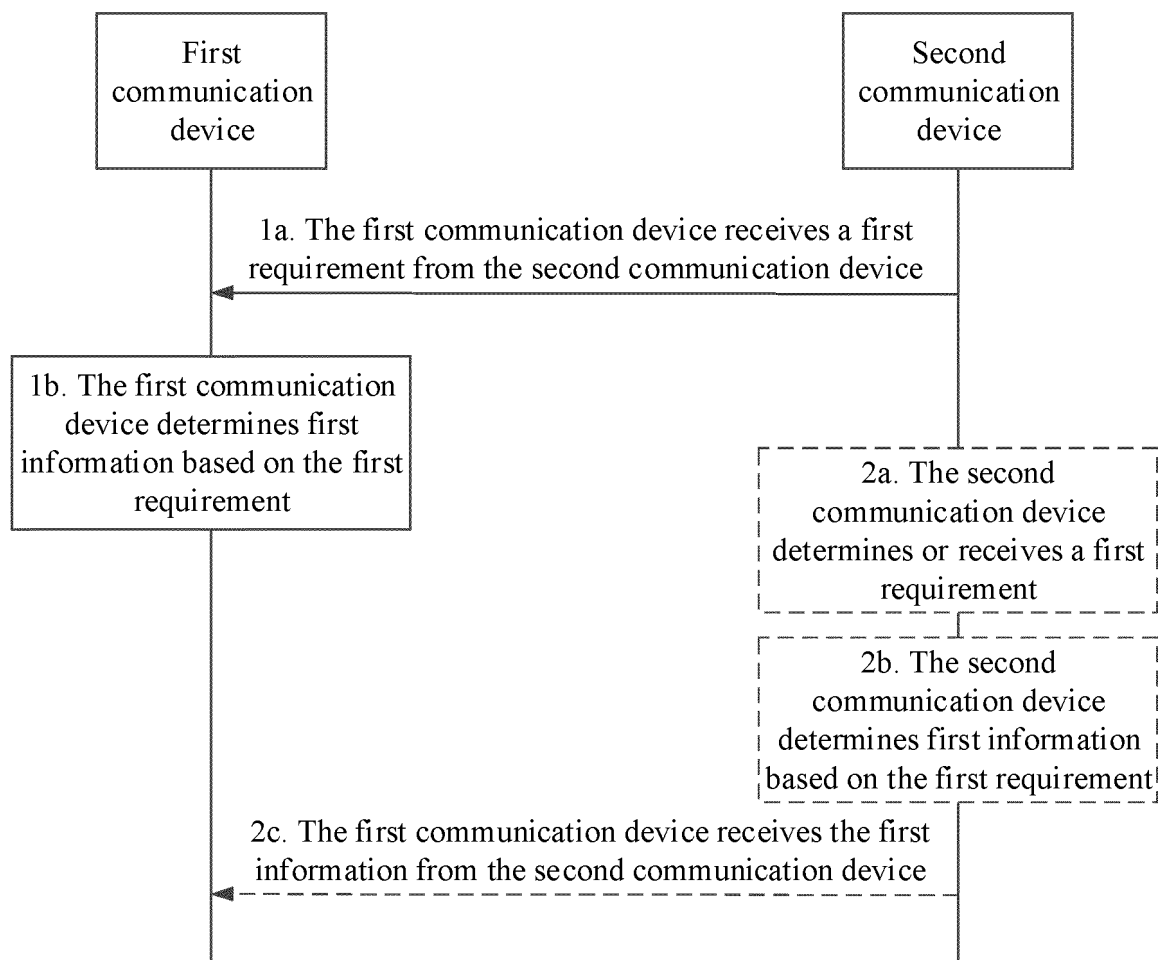 First
communication
device
Second
communication
device
1a. The first communication device receives a first
requirement from the second communication device
1b. The first communication
device determines first
information based on the first
requirement
2a. The second
communication device
determines or receives a first
requirement
2b. The second
communication device
determines first information
based on the first requirement
2c. The first communication device receives the first
information from the second communication device